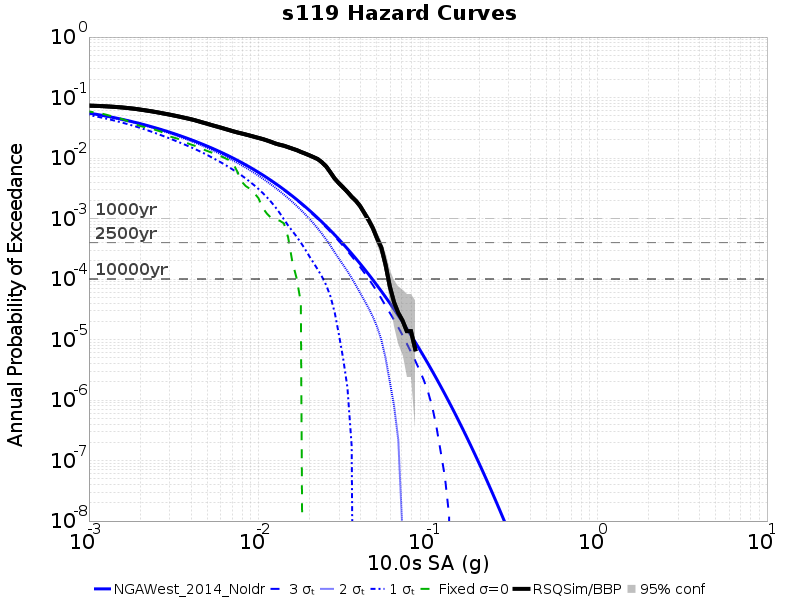 s119 Hazard Curves
Annual Probability of Exceedance
10^0
10^-1
10^-2
10^-3
10^-4
10^-5
10^-6
10^-7
10^-8
1000yr
2500yr
10000yr
10^-3 10^-2 10^-1 10^0 10^1
10.0s SA (g)
NGAWest_2014_NoIdr 3 σₜ 2 σₜ 1 σₜ Fixed σ=0 RSQSim/BBP 95% conf